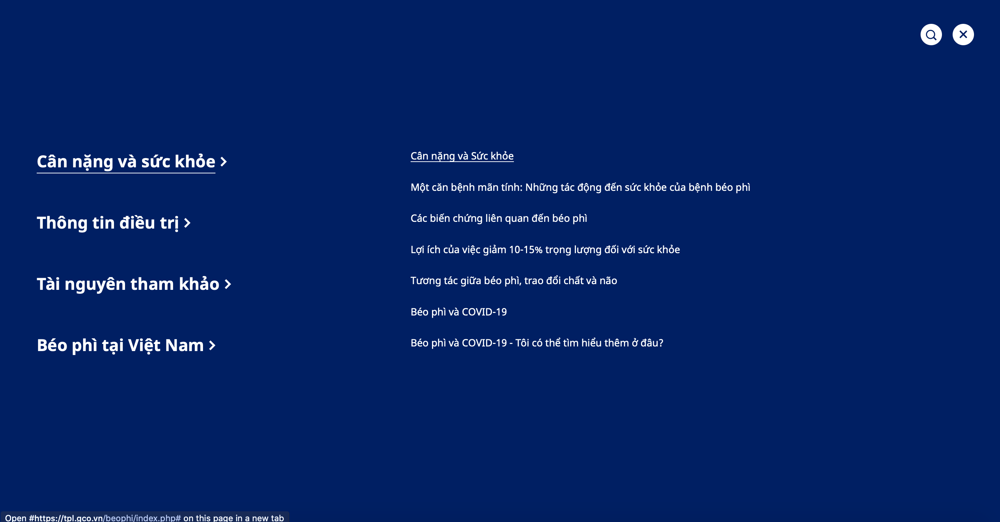 Cân nặng và sức khỏe
Thông tin điều trị
Tài nguyên tham khảo
Béo phì tại Việt Nam
Cân nặng và Sức khỏe
Một căn bệnh mãn tính: Những tác động đến sức khỏe của bệnh béo phì
Các biến chứng liên quan đến béo phì
Lợi ích của việc giảm 10-15% trọng lượng đối với sức khỏe
Tương tác giữa béo phì, trao đổi chất và não
Béo phì và COVID-19
Béo phì và COVID-19 - Tôi có thể tìm hiểu thêm ở đâu?
Open #https://tpl.gco.vn/beophi/index.php# on this page in a new tab